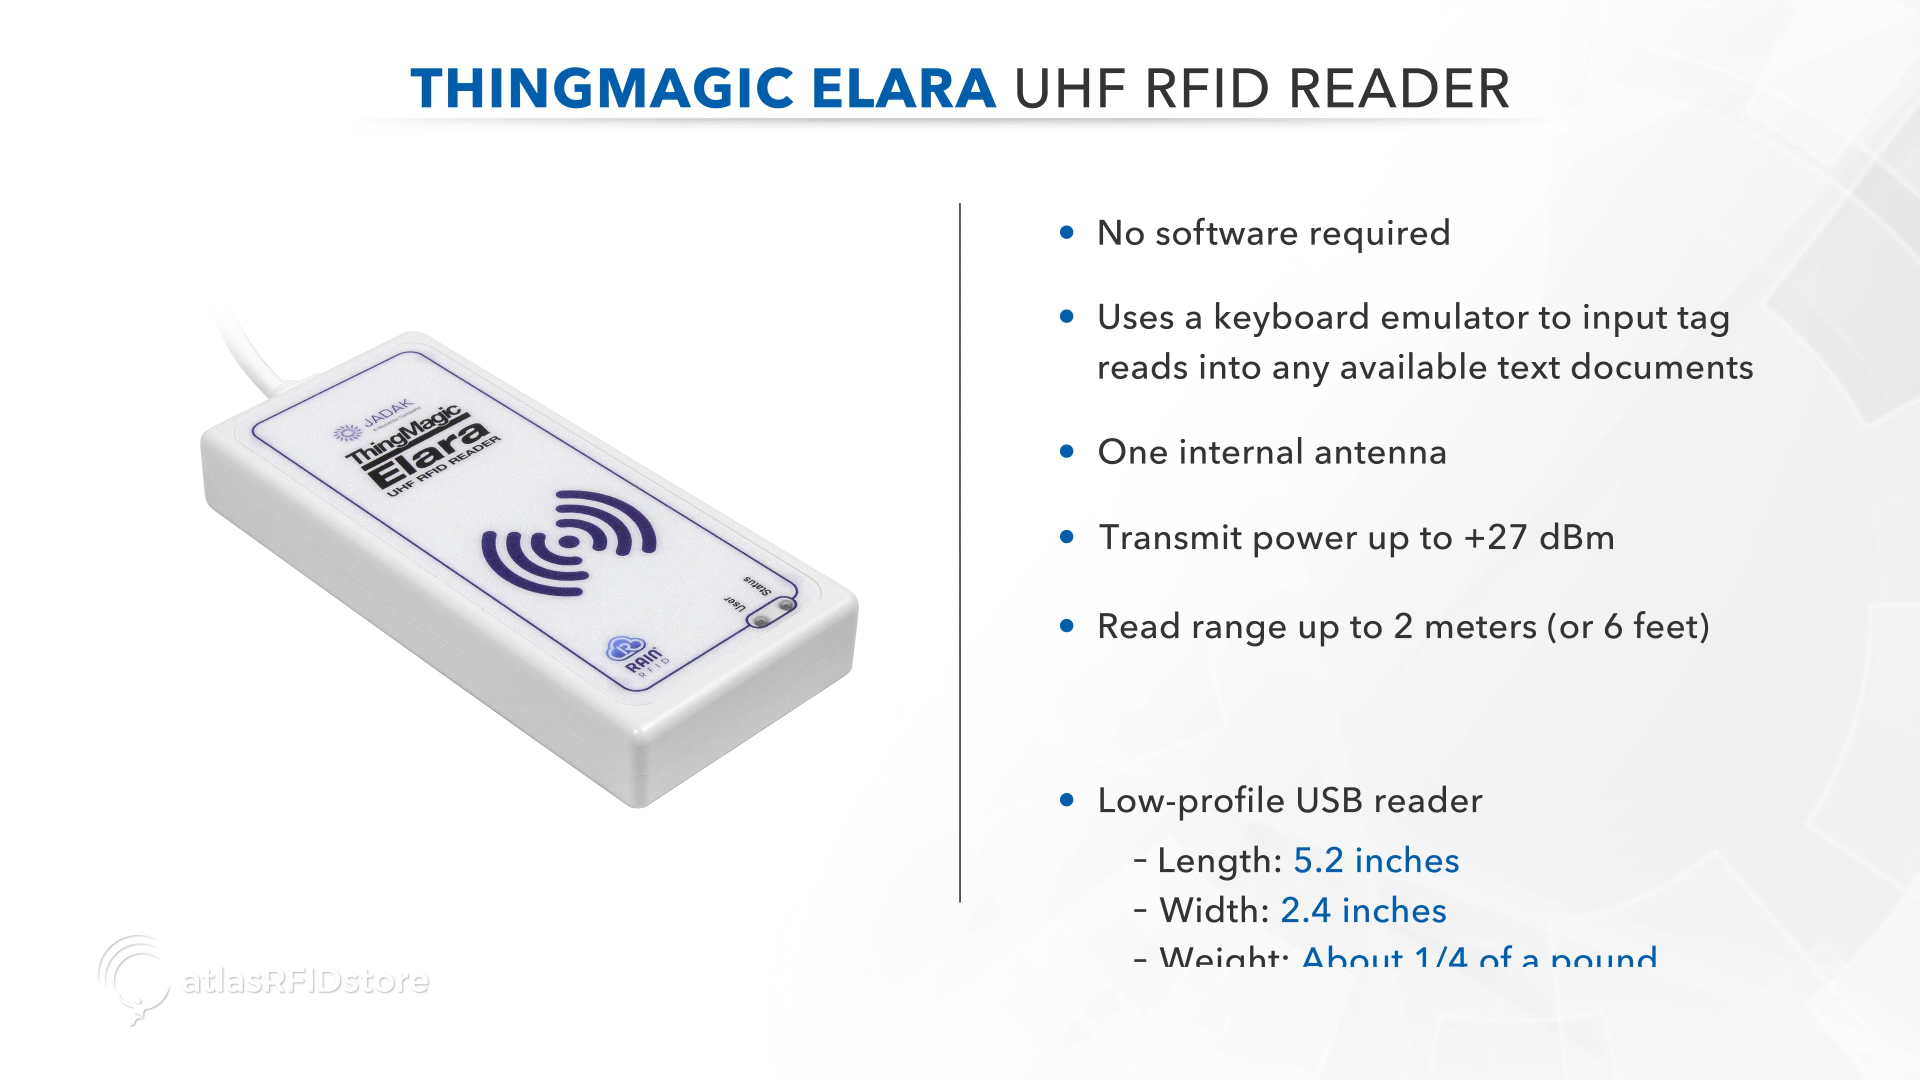 THINGMAGIC ELARA UHF RFID READER
JADAK
ThingMagic
Elara
UHF RFID READER
Status
User
RAIN
RFID
• No software required
• Uses a keyboard emulator to input tag
reads into any available text documents
• One internal antenna
• Transmit power up to +27 dBm
• Read range up to 2 meters (or 6 feet)
• Low-profile USB reader
– Length: 5.2 inches
– Width: 2.4 inches
– Weight: About 1/4 of a pound
atlasRFIDstore